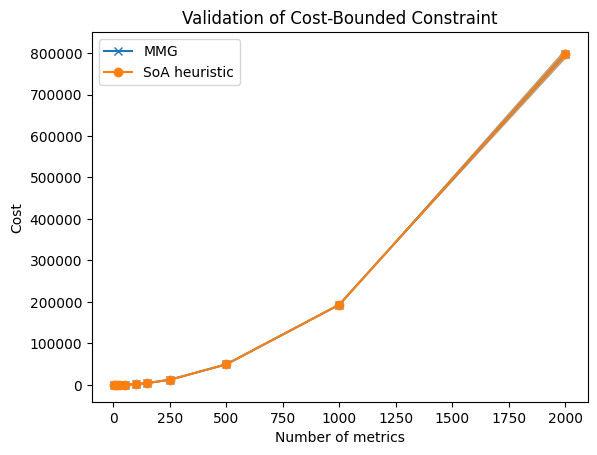 Validation of Cost-Bounded Constraint
MMG
SoA heuristic
800000
700000
600000
500000
400000
300000
200000
100000
0
Cost
0 250 500 750 1000 1250 1500 1750 2000
Number of metrics